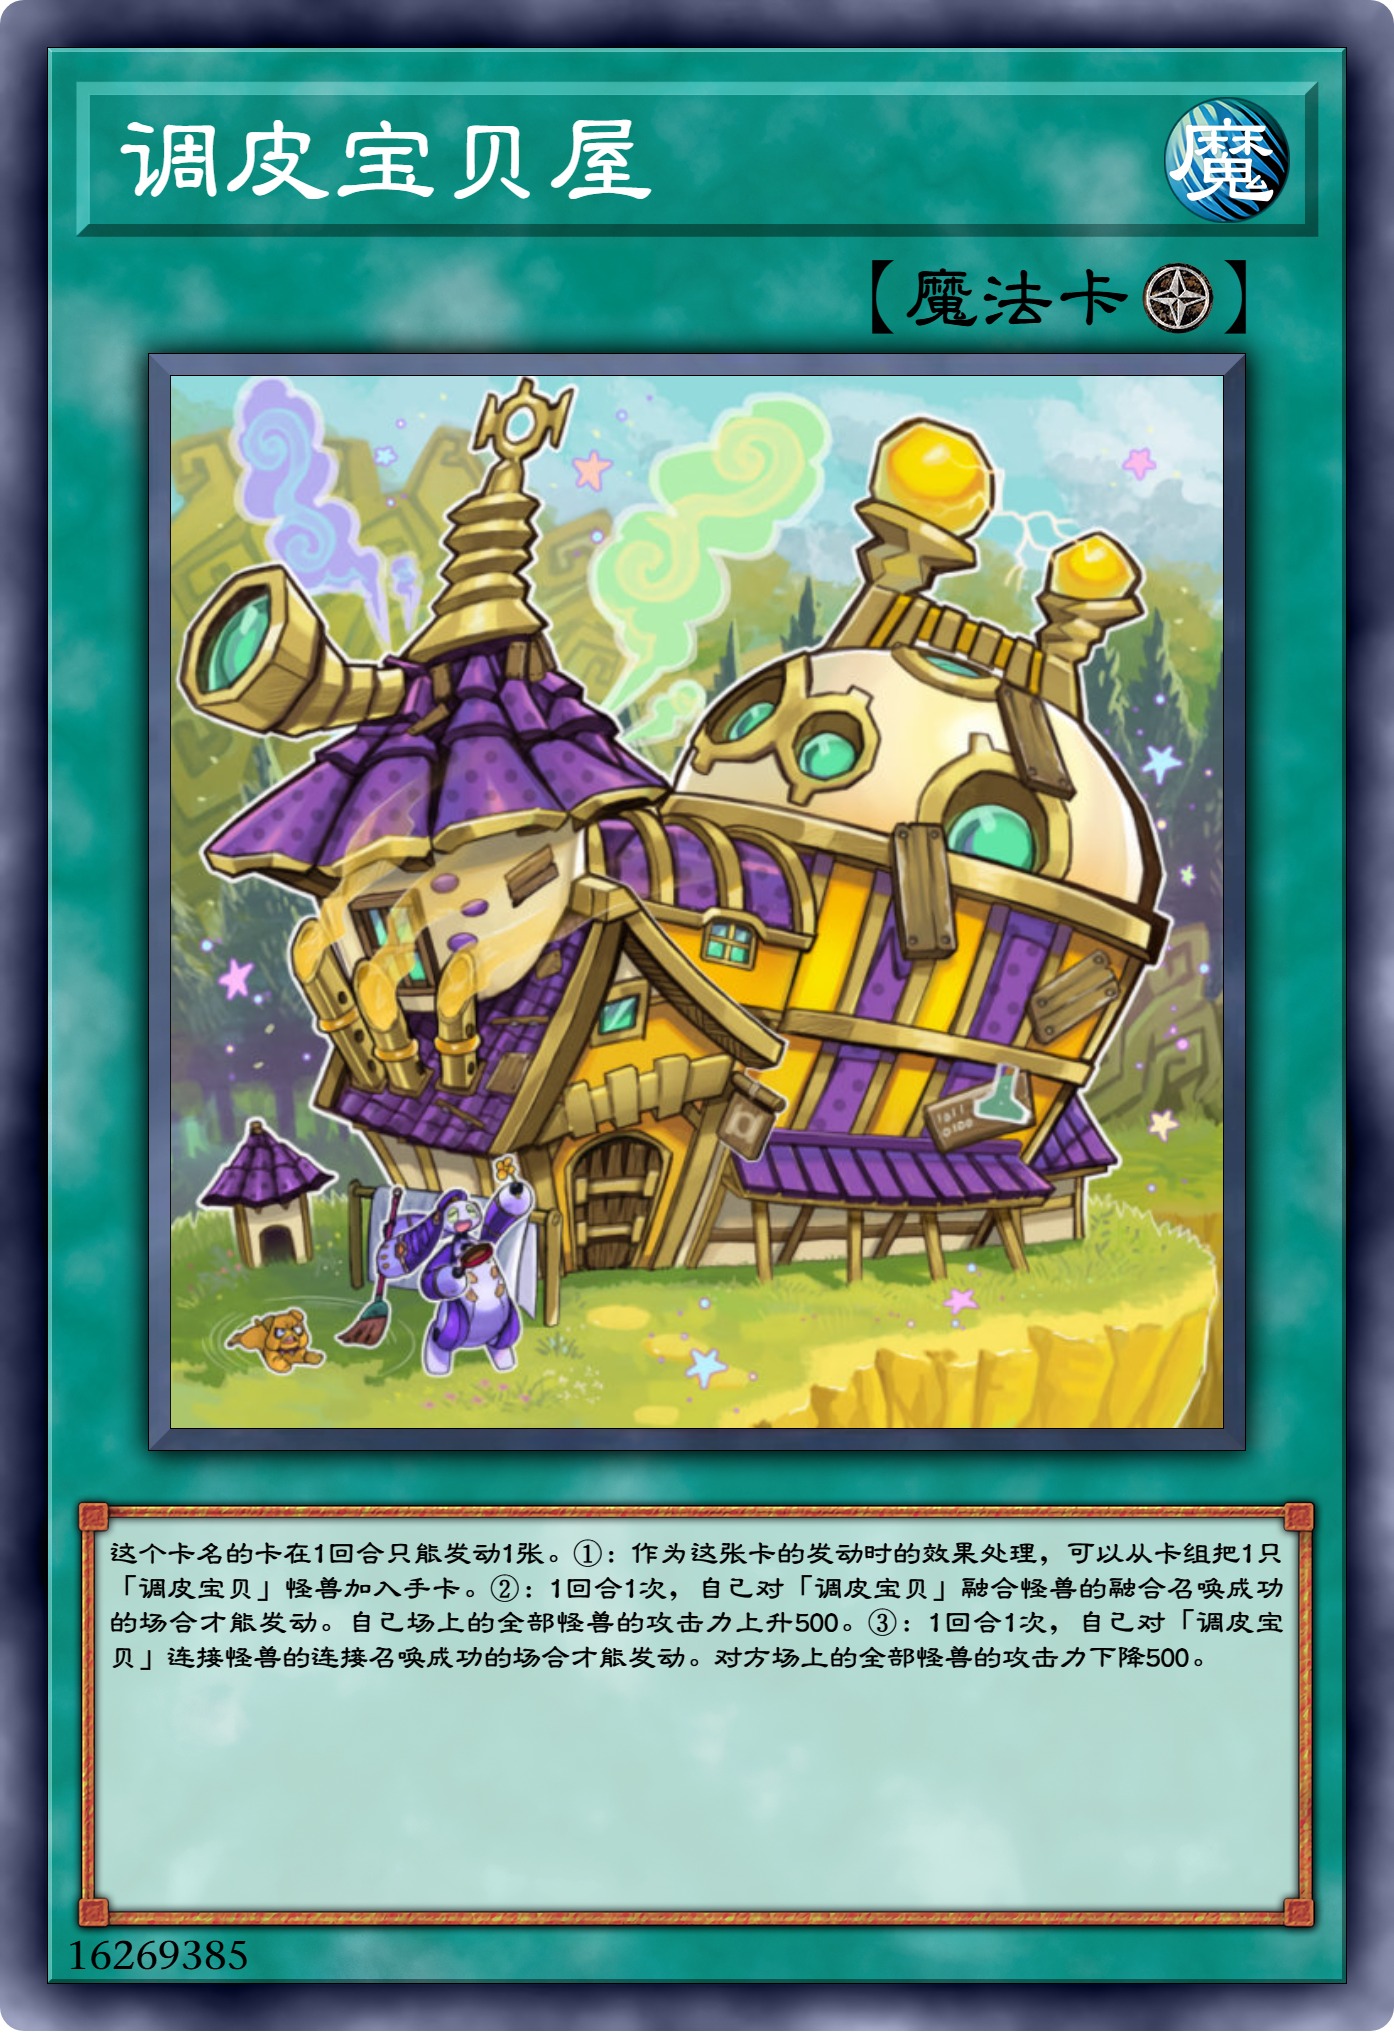 调皮宝贝屋
魔
【魔法卡】
1011
0100
这个卡名的卡在1回合只能发动1张。①：作为这张卡的发动时的效果处理，可以从卡组把1只
「调皮宝贝」怪兽加入手卡。②：1回合1次，自己对「调皮宝贝」融合怪兽的融合召唤成功
的场合才能发动。自己场上的全部怪兽的攻击力上升500。③：1回合1次，自己对「调皮宝
贝」连接怪兽的连接召唤成功的场合才能发动。对方场上的全部怪兽的攻击力下降500。
16269385